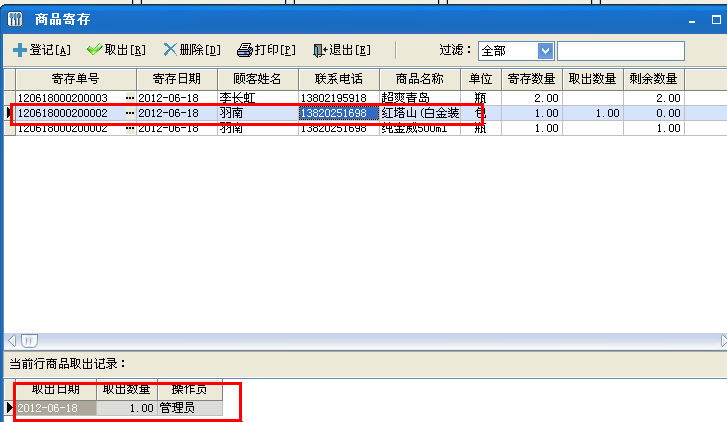 商品寄存
登记[A] 取出[R] 删除[D] 打印[P] 退出[E] 过滤： 全部
寄存单号 寄存日期 顾客姓名 联系电话 商品名称 单位 寄存数量 取出数量 剩余数量
120618000200003 ••• 2012-06-18 李长虹 13802195918 超爽青岛 瓶 2.00 2.00
120618000200002 ••• 2012-06-18 羽南 13820251698 红塔山(白金装 包 1.00 1.00 0.00
120618000200002 ••• 2012-06-18 羽南 13820251698 纯金威500ml 瓶 1.00 1.00
当前行商品取出记录：
取出日期 取出数量 操作员
2012-06-18 1.00 管理员